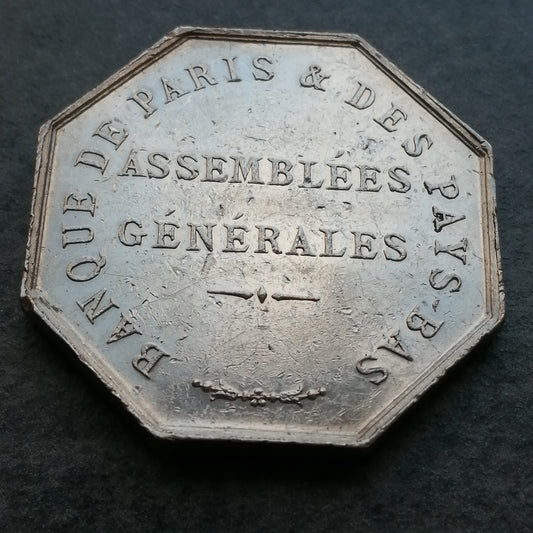 BANQUE DE PARIS & DES PAYS-BAS
ASSEMBLÉES
GÉNÉRALES